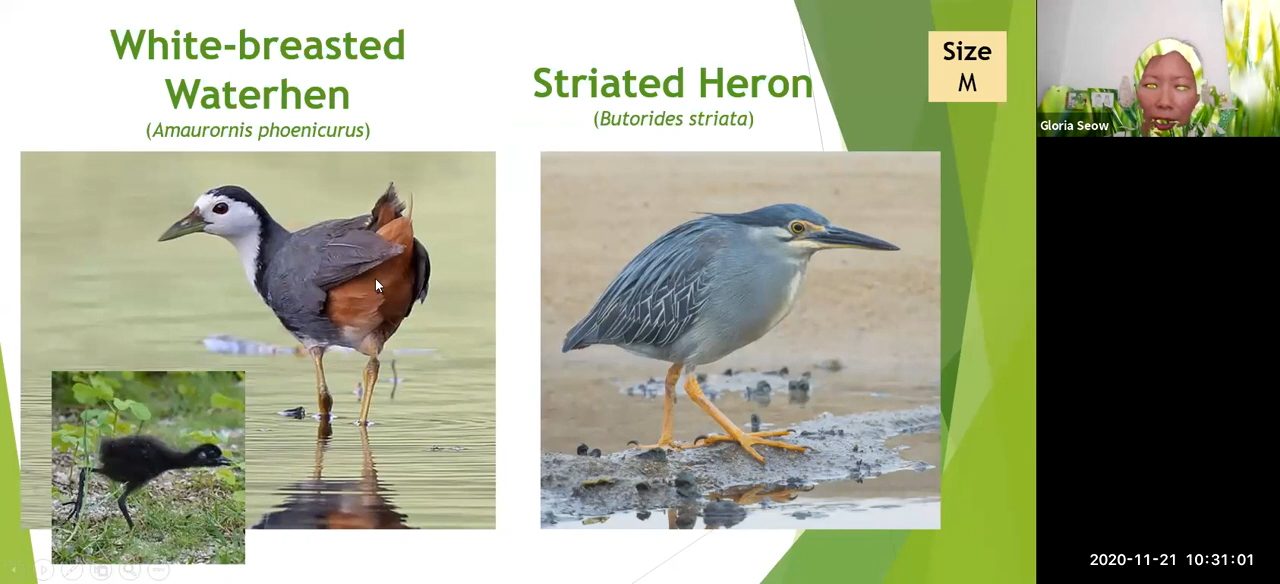 White-breasted
Waterhen
(Amaurornis phoenicurus)
Striated Heron
(Butorides striata)
Size
M
Gloria Seow
2020-11-21 10:31:01